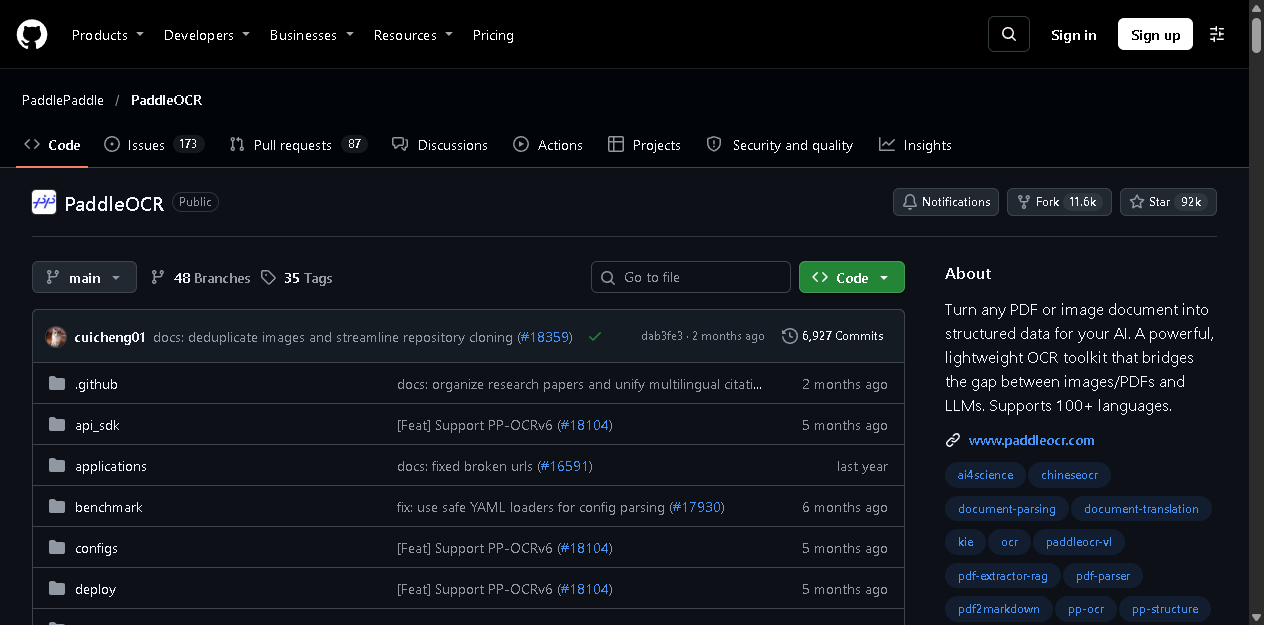 Products Developers Businesses Resources Pricing Sign in Sign up
PaddlePaddle / PaddleOCR
Code Issues 173 Pull requests 87 Discussions Actions Projects Security and quality Insights
PaddleOCR Public Notifications Fork 11.6k Star 92k
main 48 Branches 35 Tags Go to file Code
cuicheng01 docs: deduplicate images and streamline repository cloning (#18359) dab3fe3 · 2 months ago 6,927 Commits
.github docs: organize research papers and unify multilingual citati... 2 months ago
api_sdk [Feat] Support PP-OCRv6 (#18104) 5 months ago
applications docs: fixed broken urls (#16591) last year
benchmark fix: use safe YAML loaders for config parsing (#17930) 6 months ago
configs [Feat] Support PP-OCRv6 (#18104) 5 months ago
deploy [Feat] Support PP-OCRv6 (#18104) 5 months ago
About
Turn any PDF or image document into
structured data for your AI. A powerful,
lightweight OCR toolkit that bridges
the gap between images/PDFs and
LLMs. Supports 100+ languages.
www.paddleocr.com
ai4science chineseocr
document-parsing document-translation
kie ocr paddleocr-vl
pdf-extractor-rag pdf-parser
pdf2markdown pp-ocr pp-structure